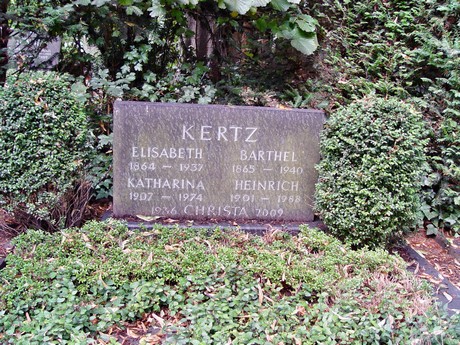 KERTZ
ELISABETH BARTHEL
1864 - 1937 1865 - 1940
KATHARINA HEINRICH
1907 - 1974 1901 - 1988
CHRISTA 2009